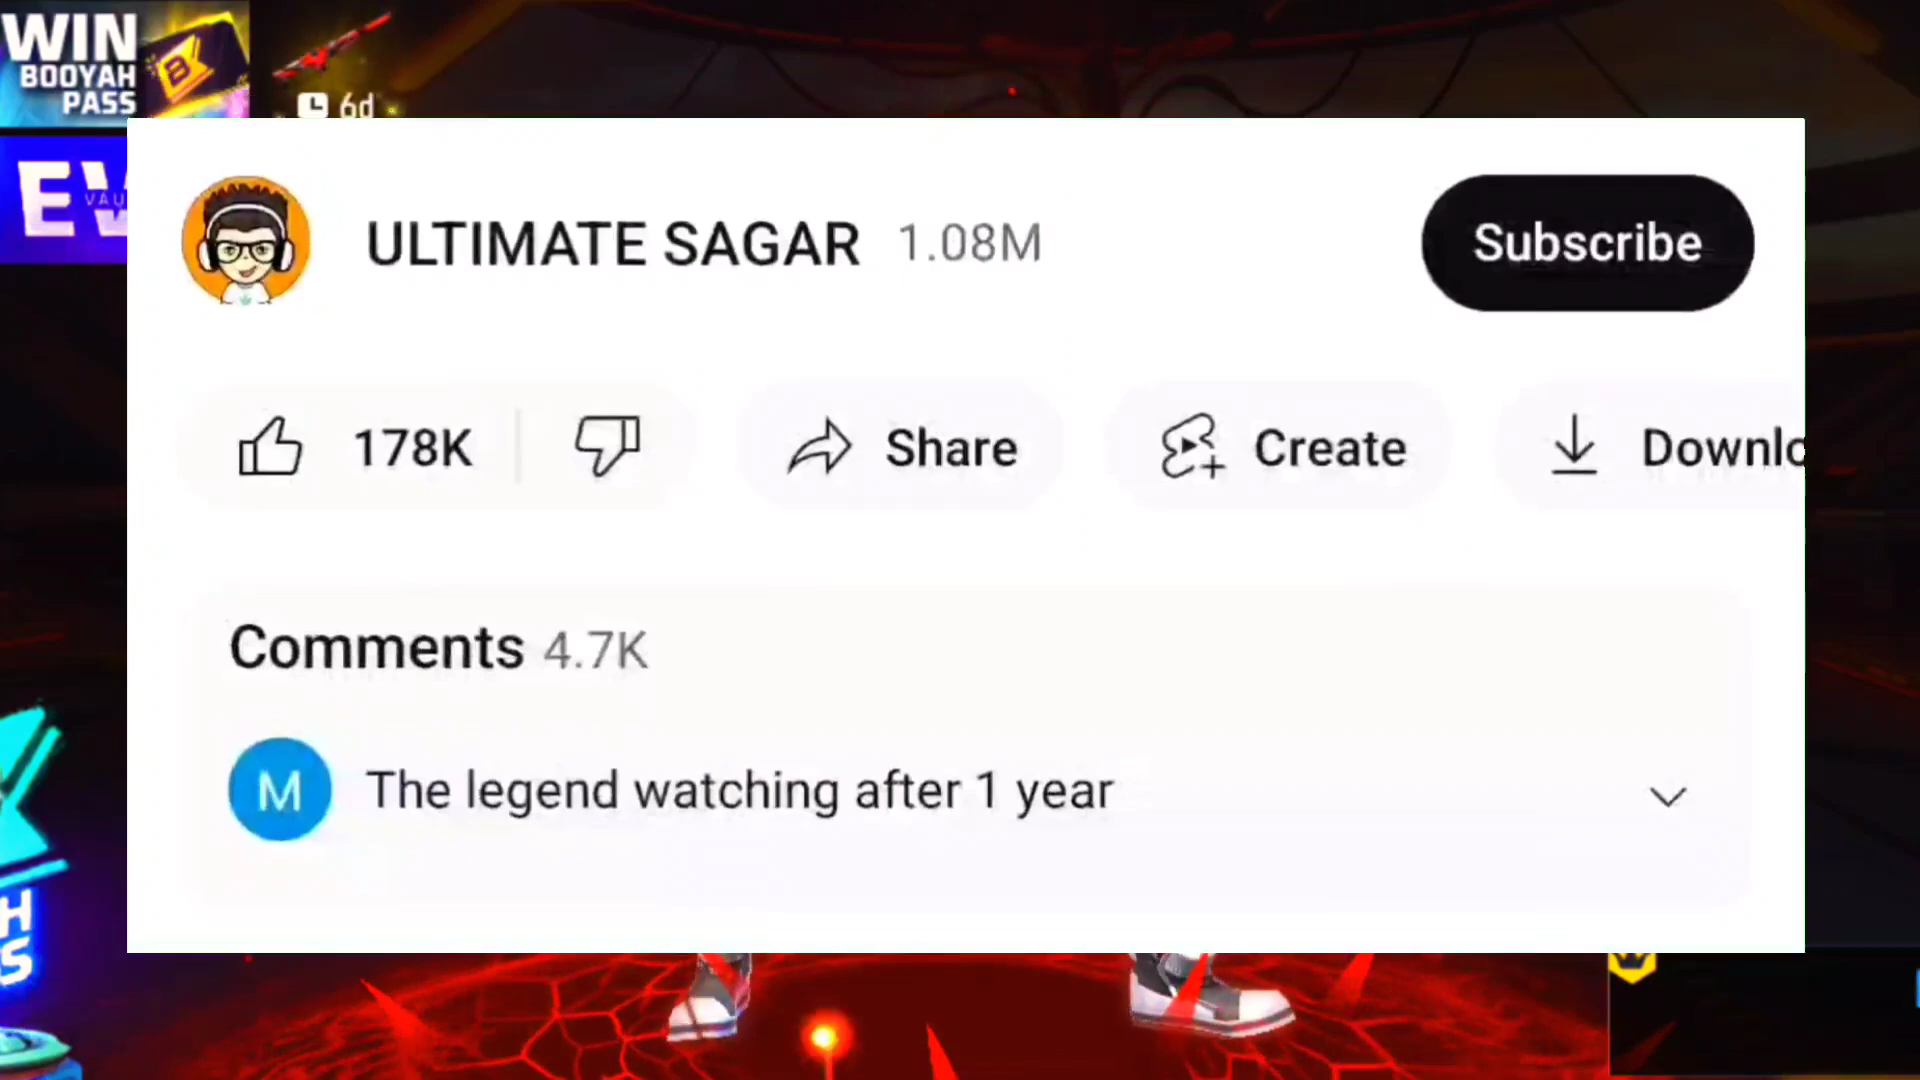 WIN
BOOYAH
PASS
6d
VAU
ULTIMATE SAGAR 1.08M
Subscribe
178K
Share
Create
Downlo
Comments 4.7K
M The legend watching after 1 year
H
S